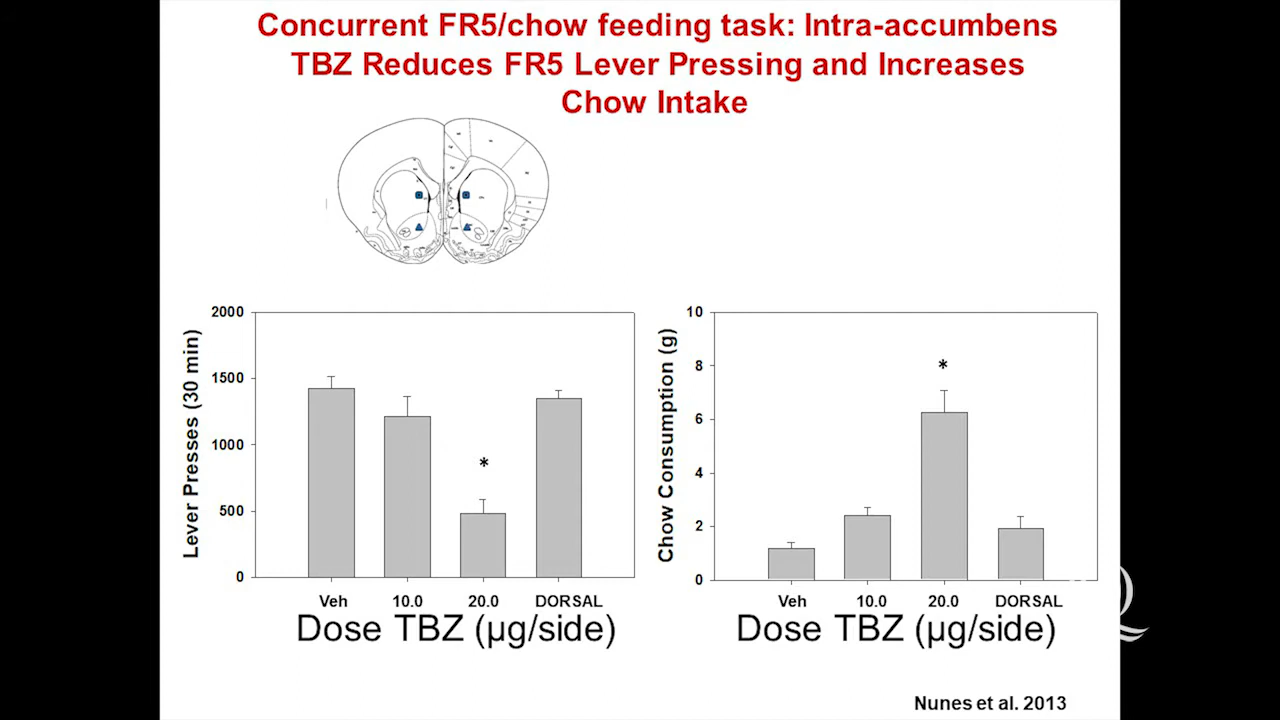 Concurrent FR5/chow feeding task: Intra-accumbens
TBZ Reduces FR5 Lever Pressing and Increases
Chow Intake
Lever Presses (30 min)
2000
1500
1000
500
0
*
Veh 10.0 20.0 DORSAL
Dose TBZ (µg/side)
Chow Consumption (g)
10
8
6
4
2
0
*
Veh 10.0 20.0 DORSAL
Dose TBZ (µg/side)
Nunes et al. 2013